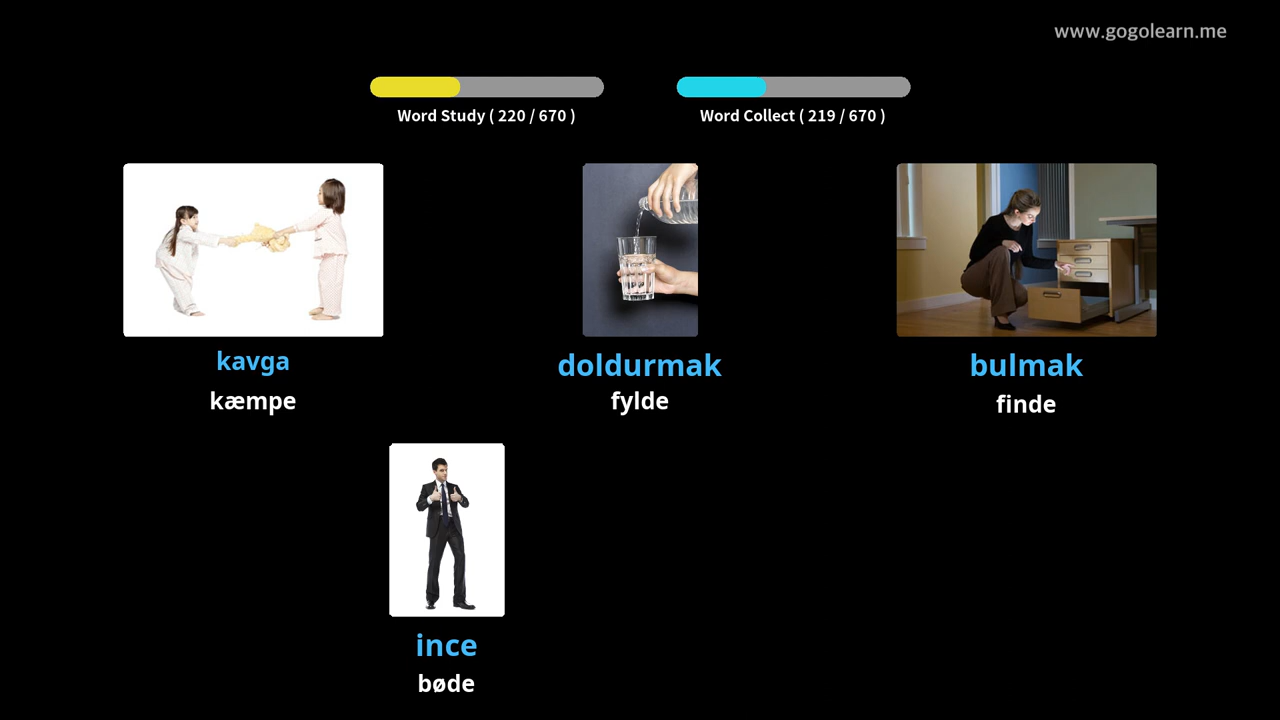 www.gogolearn.me
Word Study ( 220 / 670 )
Word Collect ( 219 / 670 )
kavga
kæmpe
doldurmak
fylde
bulmak
finde
ince
bøde